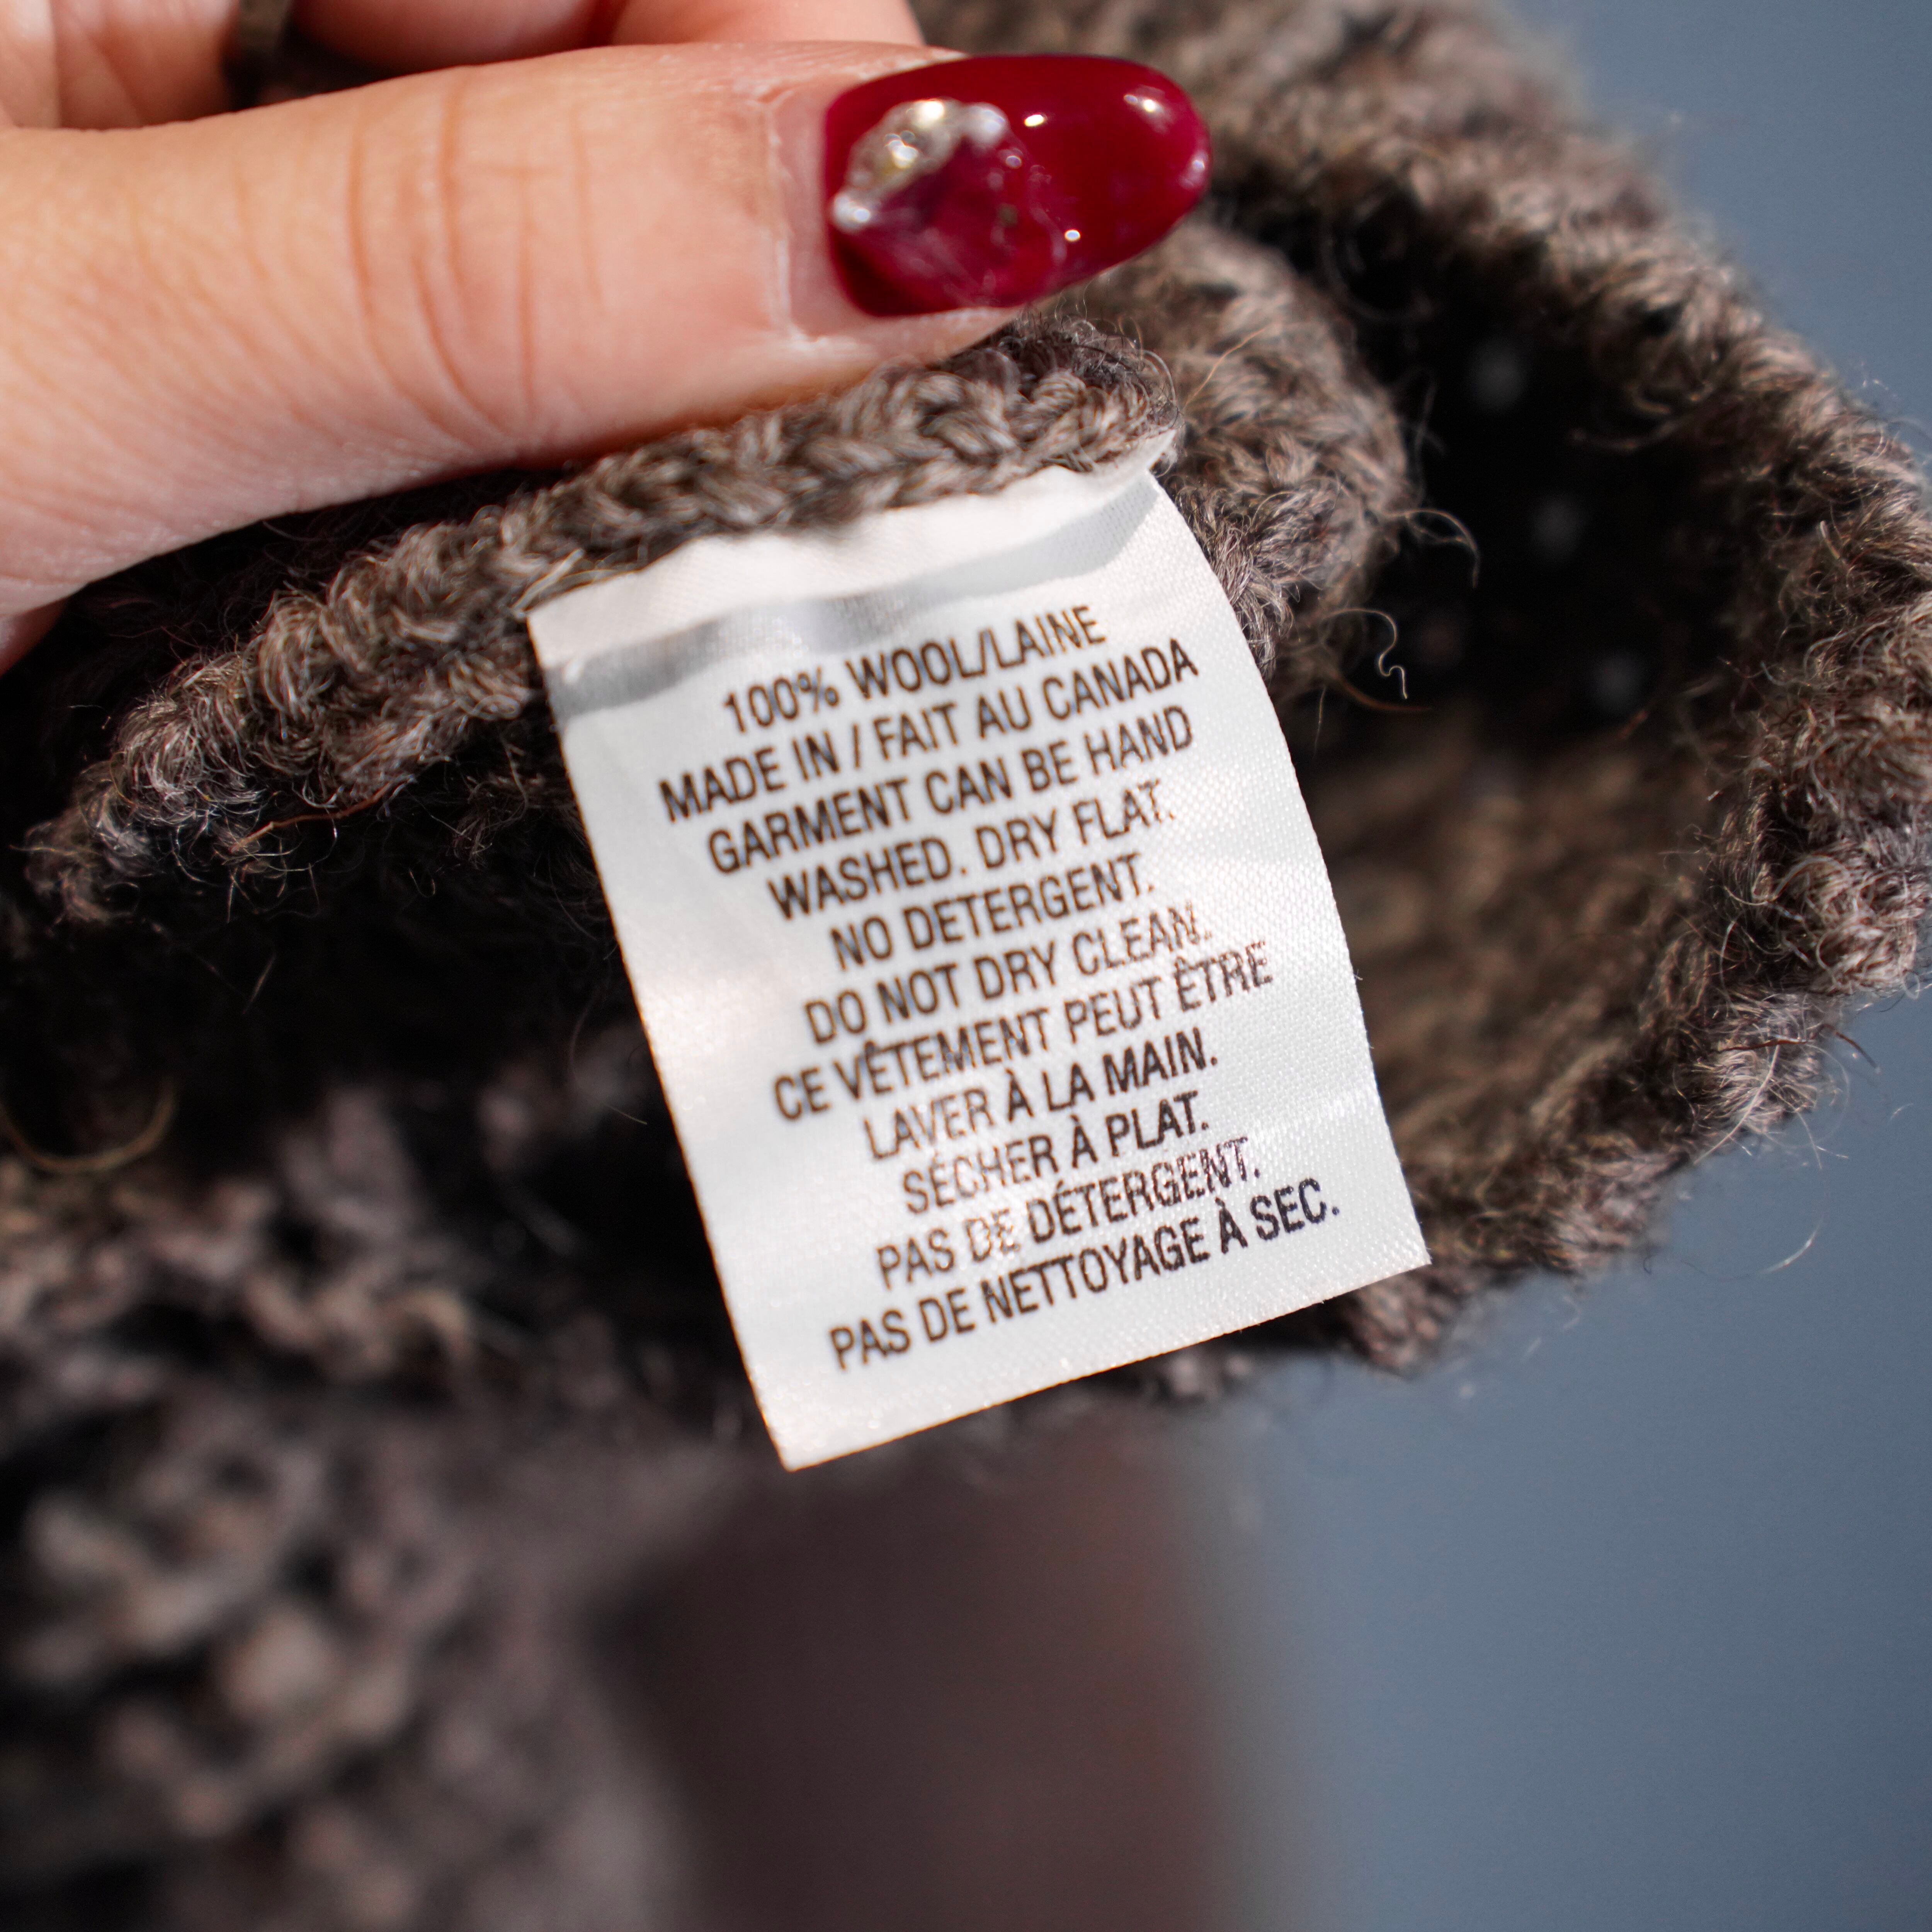 100% WOOL/LAINE
MADE IN / FAIT AU CANADA
GARMENT CAN BE HAND
WASHED. DRY FLAT.
NO DETERGENT.
DO NOT DRY CLEAN.
CE VÊTEMENT PEUT ÊTRE
LAVER À LA MAIN.
SÉCHER À PLAT.
PAS DE DÉTERGENT.
PAS DE NETTOYAGE À SEC.